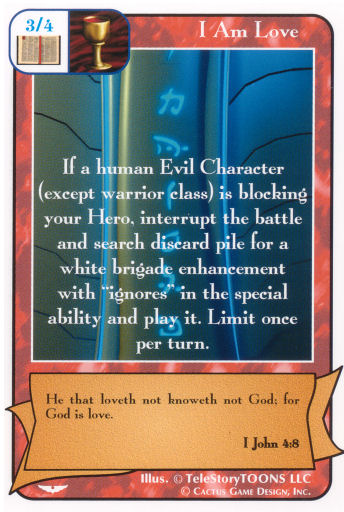 3/4
I Am Love
If a human Evil Character
(except warrior class) is blocking
your Hero, interrupt the battle
and search discard pile for a
white brigade enhancement
with “ignores” in the special
ability and play it. Limit once
per turn.
He that loveth not knoweth not God; for
God is love.
I John 4:8
Illus. © TeleStoryTOONS LLC
© Cactus Game Design, Inc.